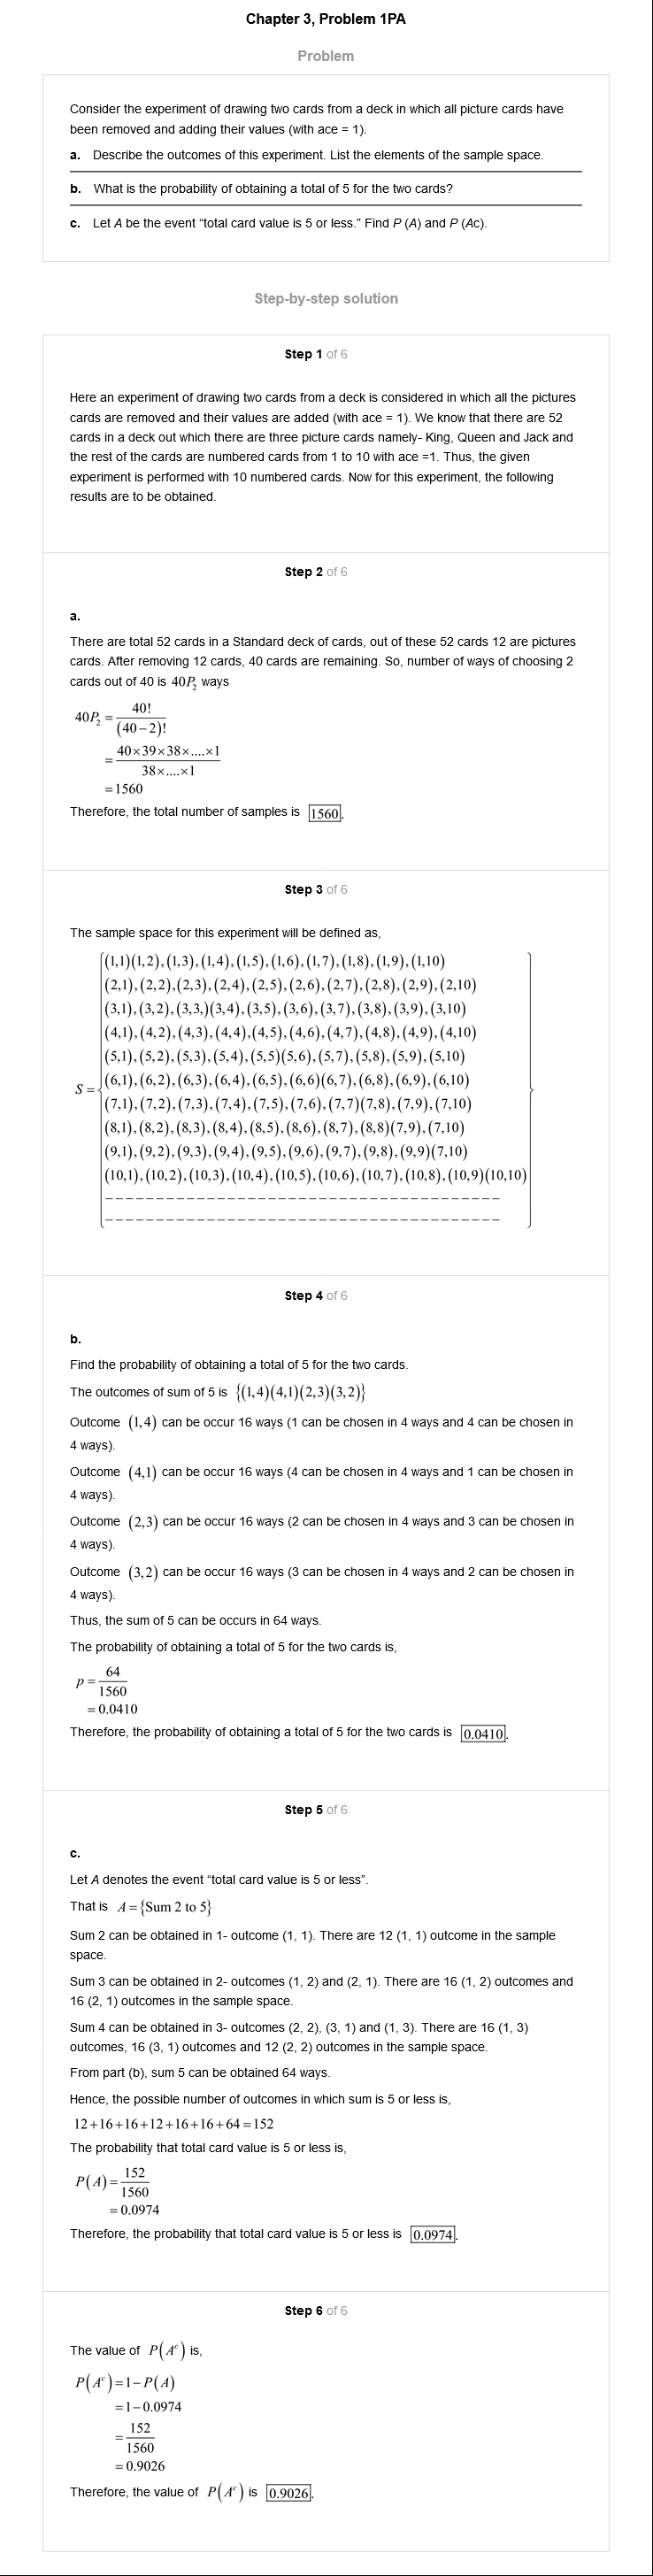 Chapter 3, Problem 1PA
Problem
Consider the experiment of drawing two cards from a deck in which all picture cards have
been removed and adding their values (with ace = 1).
a. Describe the outcomes of this experiment. List the elements of the sample space.
b. What is the probability of obtaining a total of 5 for the two cards?
c. Let A be the event “total card value is 5 or less.” Find P (A) and P (Ac).
Step-by-step solution
Step 1 of 6
Here an experiment of drawing two cards from a deck is considered in which all the pictures
cards are removed and their values are added (with ace = 1). We know that there are 52
cards in a deck out which there are three picture cards namely- King, Queen and Jack and
the rest of the cards are numbered cards from 1 to 10 with ace =1. Thus, the given
experiment is performed with 10 numbered cards. Now for this experiment, the following
results are to be obtained.
Step 2 of 6
a.
There are total 52 cards in a Standard deck of cards, out of these 52 cards 12 are pictures
cards. After removing 12 cards, 40 cards are remaining. So, number of ways of choosing 2
cards out of 40 is 40P₂ ways
40P₂ = 40! / (40−2)!
= 40×39×38×....×1 / 38×....×1
=1560
Therefore, the total number of samples is 1560.
Step 3 of 6
The sample space for this experiment will be defined as,
(1,1)(1,2),(1,3),(1,4),(1,5),(1,6),(1,7),(1,8),(1,9),(1,10)
(2,1),(2,2),(2,3),(2,4),(2,5),(2,6),(2,7),(2,8),(2,9),(2,10)
(3,1),(3,2),(3,3,)(3,4),(3,5),(3,6),(3,7),(3,8),(3,9),(3,10)
(4,1),(4,2),(4,3),(4,4),(4,5),(4,6),(4,7),(4,8),(4,9),(4,10)
(5,1),(5,2),(5,3),(5,4),(5,5)(5,6),(5,7),(5,8),(5,9),(5,10)
S = { (6,1),(6,2),(6,3),(6,4),(6,5),(6,6)(6,7),(6,8),(6,9),(6,10) }
(7,1),(7,2),(7,3),(7,4),(7,5),(7,6),(7,7)(7,8),(7,9),(7,10)
(8,1),(8,2),(8,3),(8,4),(8,5),(8,6),(8,7),(8,8)(7,9),(7,10)
(9,1),(9,2),(9,3),(9,4),(9,5),(9,6),(9,7),(9,8),(9,9)(7,10)
(10,1),(10,2),(10,3),(10,4),(10,5),(10,6),(10,7),(10,8),(10,9)(10,10)
Step 4 of 6
b.
Find the probability of obtaining a total of 5 for the two cards.
The outcomes of sum of 5 is {(1,4)(4,1)(2,3)(3,2)}
Outcome (1,4) can be occur 16 ways (1 can be chosen in 4 ways and 4 can be chosen in
4 ways).
Outcome (4,1) can be occur 16 ways (4 can be chosen in 4 ways and 1 can be chosen in
4 ways).
Outcome (2,3) can be occur 16 ways (2 can be chosen in 4 ways and 3 can be chosen in
4 ways).
Outcome (3,2) can be occur 16 ways (3 can be chosen in 4 ways and 2 can be chosen in
4 ways).
Thus, the sum of 5 can be occurs in 64 ways.
The probability of obtaining a total of 5 for the two cards is,
p = 64 / 1560
= 0.0410
Therefore, the probability of obtaining a total of 5 for the two cards is 0.0410.
Step 5 of 6
c.
Let A denotes the event “total card value is 5 or less”.
That is A = {Sum 2 to 5}
Sum 2 can be obtained in 1- outcome (1, 1). There are 12 (1, 1) outcome in the sample
space.
Sum 3 can be obtained in 2- outcomes (1, 2) and (2, 1). There are 16 (1, 2) outcomes and
16 (2, 1) outcomes in the sample space.
Sum 4 can be obtained in 3- outcomes (2, 2), (3, 1) and (1, 3). There are 16 (1, 3)
outcomes, 16 (3, 1) outcomes and 12 (2, 2) outcomes in the sample space.
From part (b), sum 5 can be obtained 64 ways.
Hence, the possible number of outcomes in which sum is 5 or less is,
12+16+16+12+16+16+64=152
The probability that total card value is 5 or less is,
P(A) = 152 / 1560
= 0.0974
Therefore, the probability that total card value is 5 or less is 0.0974.
Step 6 of 6
The value of P(Aᶜ) is,
P(Aᶜ) = 1−P(A)
= 1−0.0974
= 152 / 1560
= 0.9026
Therefore, the value of P(Aᶜ) is 0.9026.